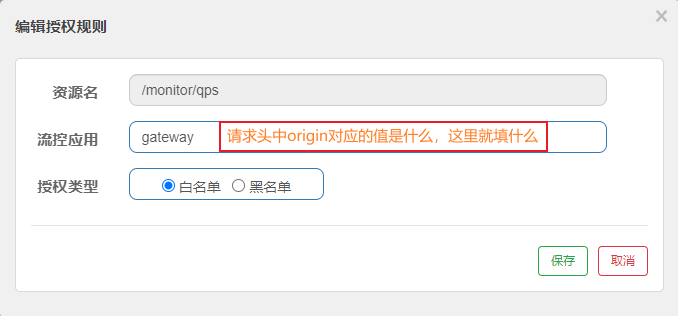 编辑授权规则
×
资源名 /monitor/qps
流控应用 gateway 请求头中origin对应的值是什么，这里就填什么
授权类型 白名单 黑名单
保存 取消